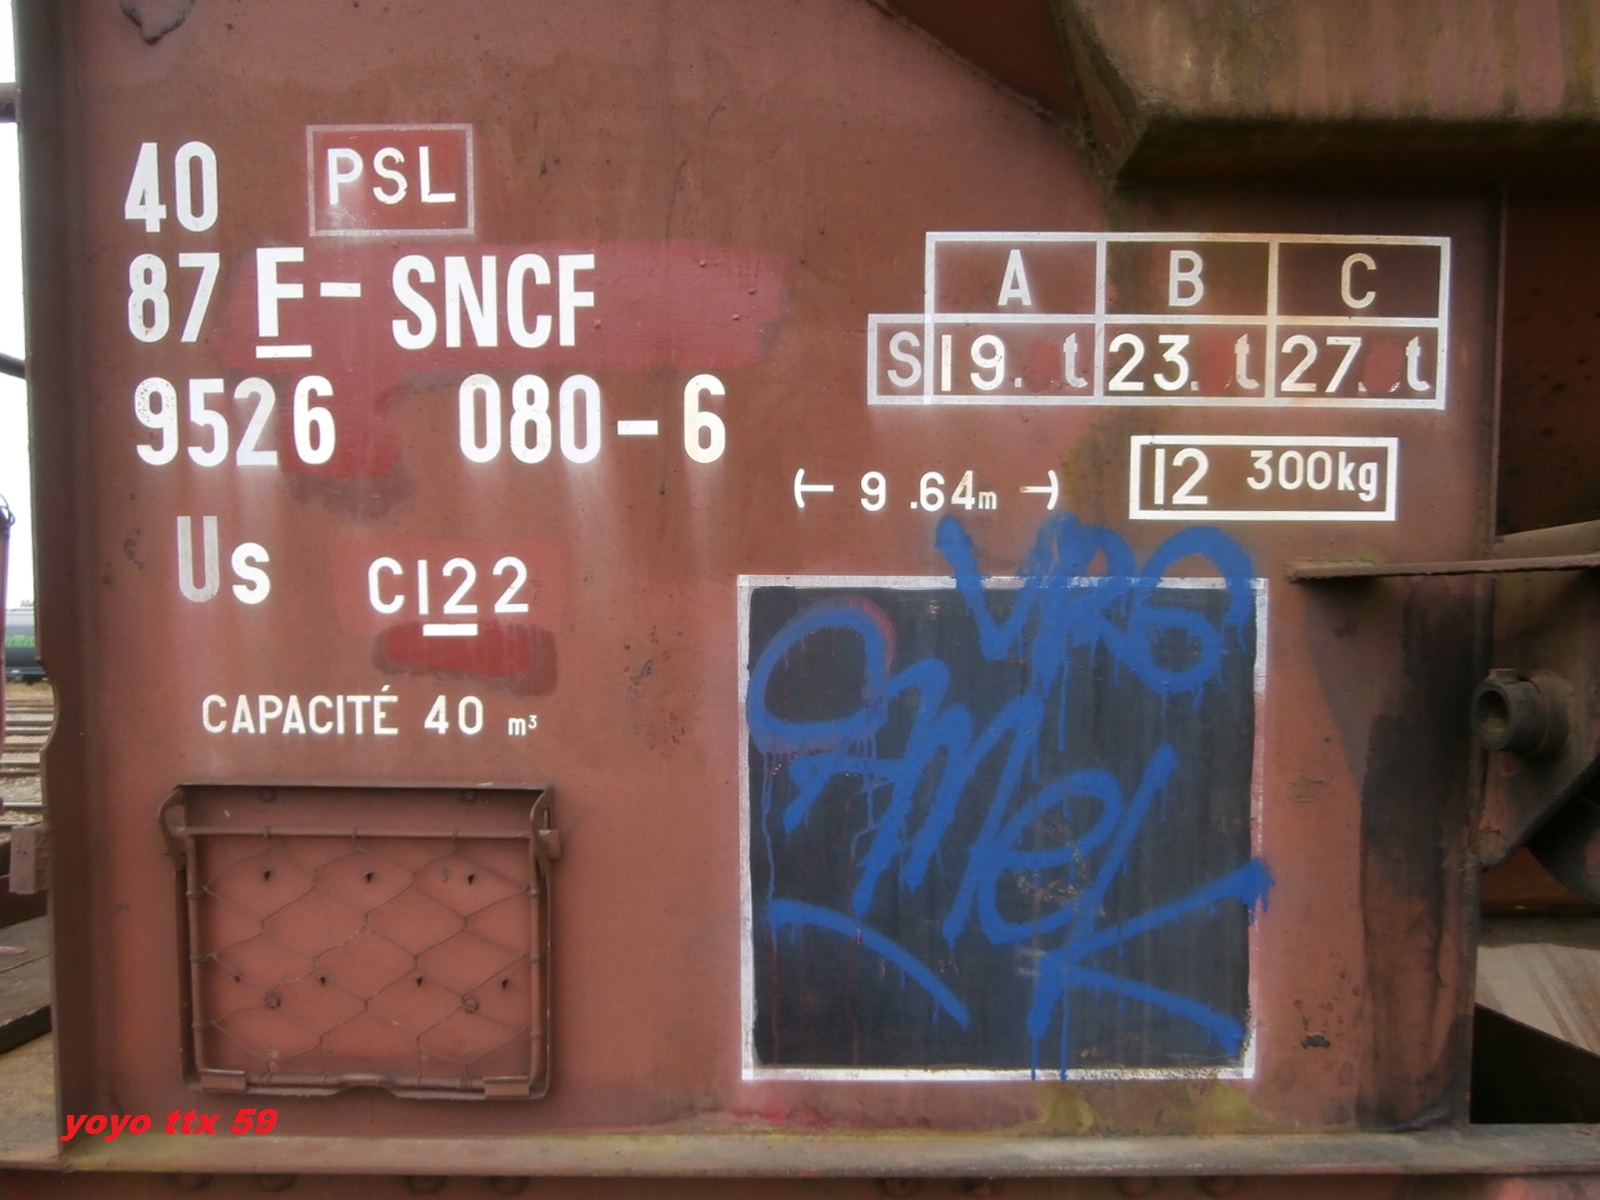 40 PSL
87 F - SNCF
9526 080-6
Us C122
CAPACITÉ 40 m³
A B C
S 19. t 23. t 27. t
9.64m
12 300kg
VRO
yoyo ttx 59